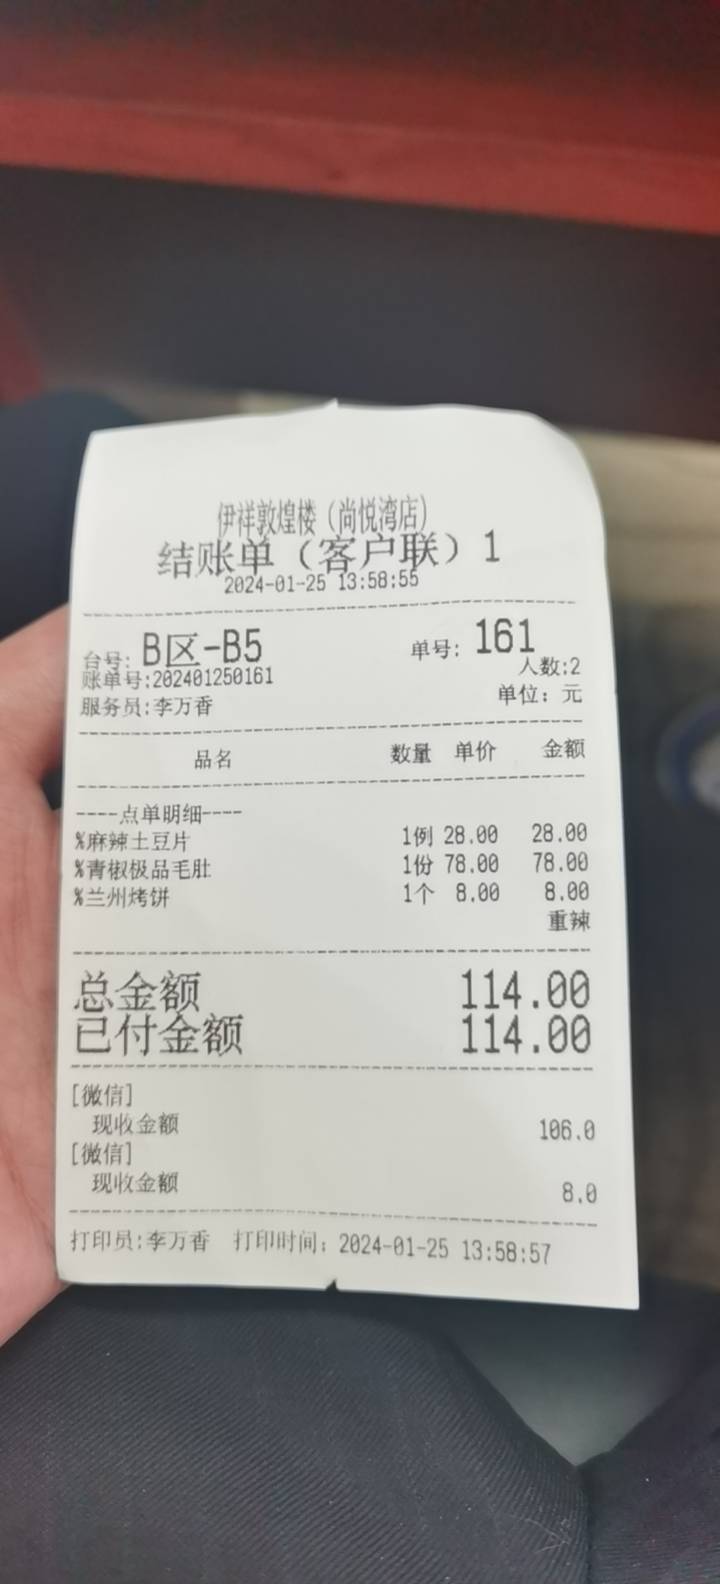 伊祥敦煌楼（尚悦湾店）
结账单（客户联）1
2024-01-25 13:58:55
台号: B区-B5 单号: 161
账单号:202401250161 人数:2
服务员:李万香 单位: 元
品名 数量 单价 金额
----点单明细----
%麻辣土豆片 1例 28.00 28.00
%青椒极品毛肚 1份 78.00 78.00
%兰州烤饼 1个 8.00 8.00
重辣
总金额 114.00
已付金额 114.00
[微信]
现收金额 106.0
[微信]
现收金额 8.0
打印员:李万香 打印时间: 2024-01-25 13:58:57